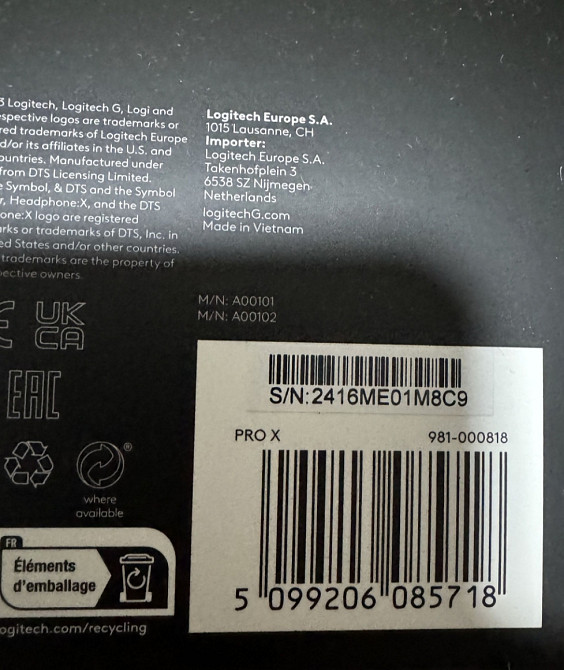 3 Logitech, Logitech G, Logi and
spective logos are trademarks or
red trademarks of Logitech Europe
d/or its affiliates in the U.S. and
ountries. Manufactured under
from DTS Licensing Limited.
Symbol, & DTS and the Symbol
r, Headphone:X, and the DTS
one:X logo are registered
rks or trademarks of DTS, Inc. in
ed States and/or other countries.
trademarks are the property of
pective owners.
Logitech Europe S.A.
1015 Lausanne, CH
Importer:
Logitech Europe S.A.
Takenhofplein 3
6538 SZ Nijmegen
Netherlands
logitechG.com
Made in Vietnam
M/N: A00101
M/N: A00102
CE
UK
CA
EAC
where
available
FR
Éléments
d'emballage
ogitech.com/recycling
S/N:2416ME01M8C9
PRO X 981-000818
5 099206 085718